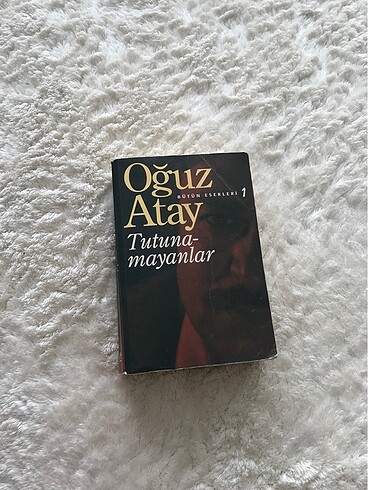 Oğuz
BÜTÜN ESERLERİ 1
Atay
Tutuna-
mayanlar